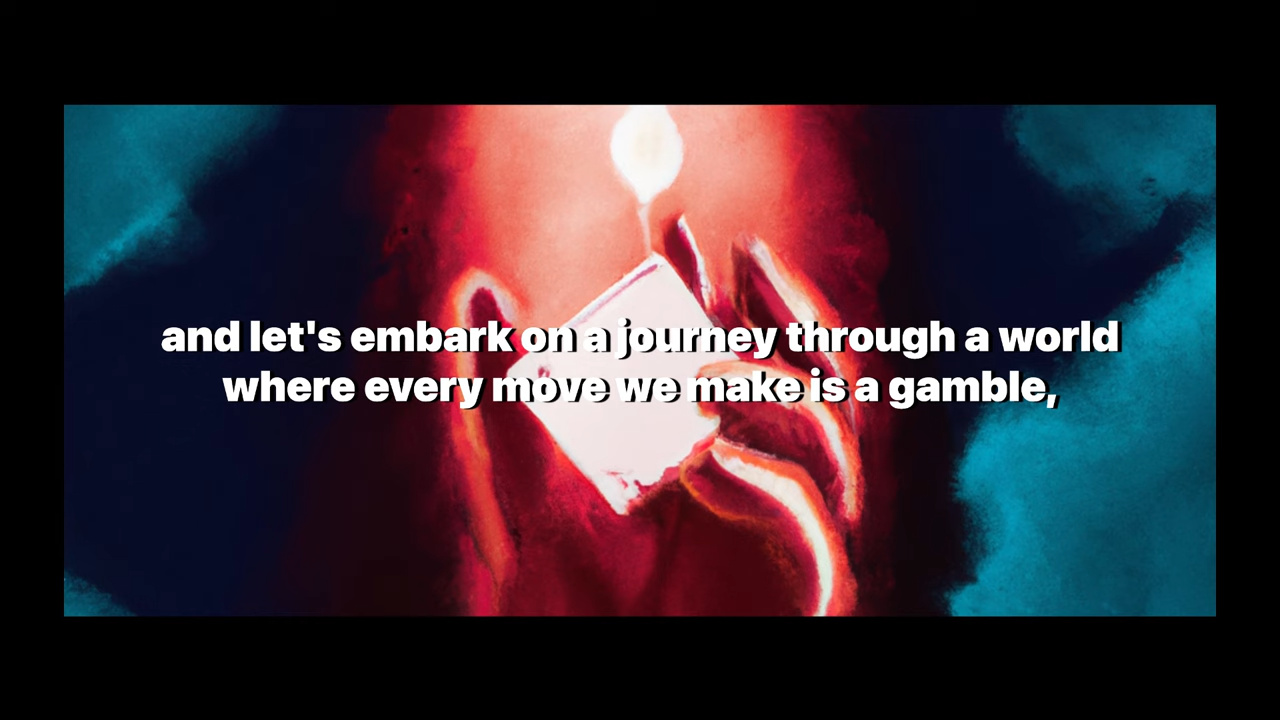 and let's embark on a journey through a world
where every move we make is a gamble,